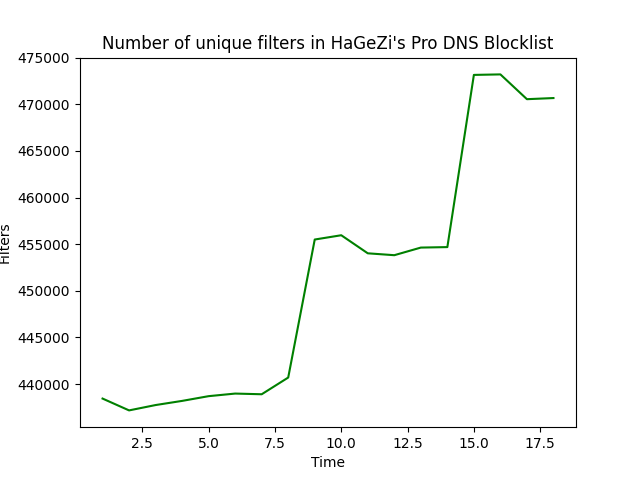 Number of unique filters in HaGeZi's Pro DNS Blocklist
475000
470000
465000
460000
455000
450000
445000
440000
Filters
2.5 5.0 7.5 10.0 12.5 15.0 17.5
Time